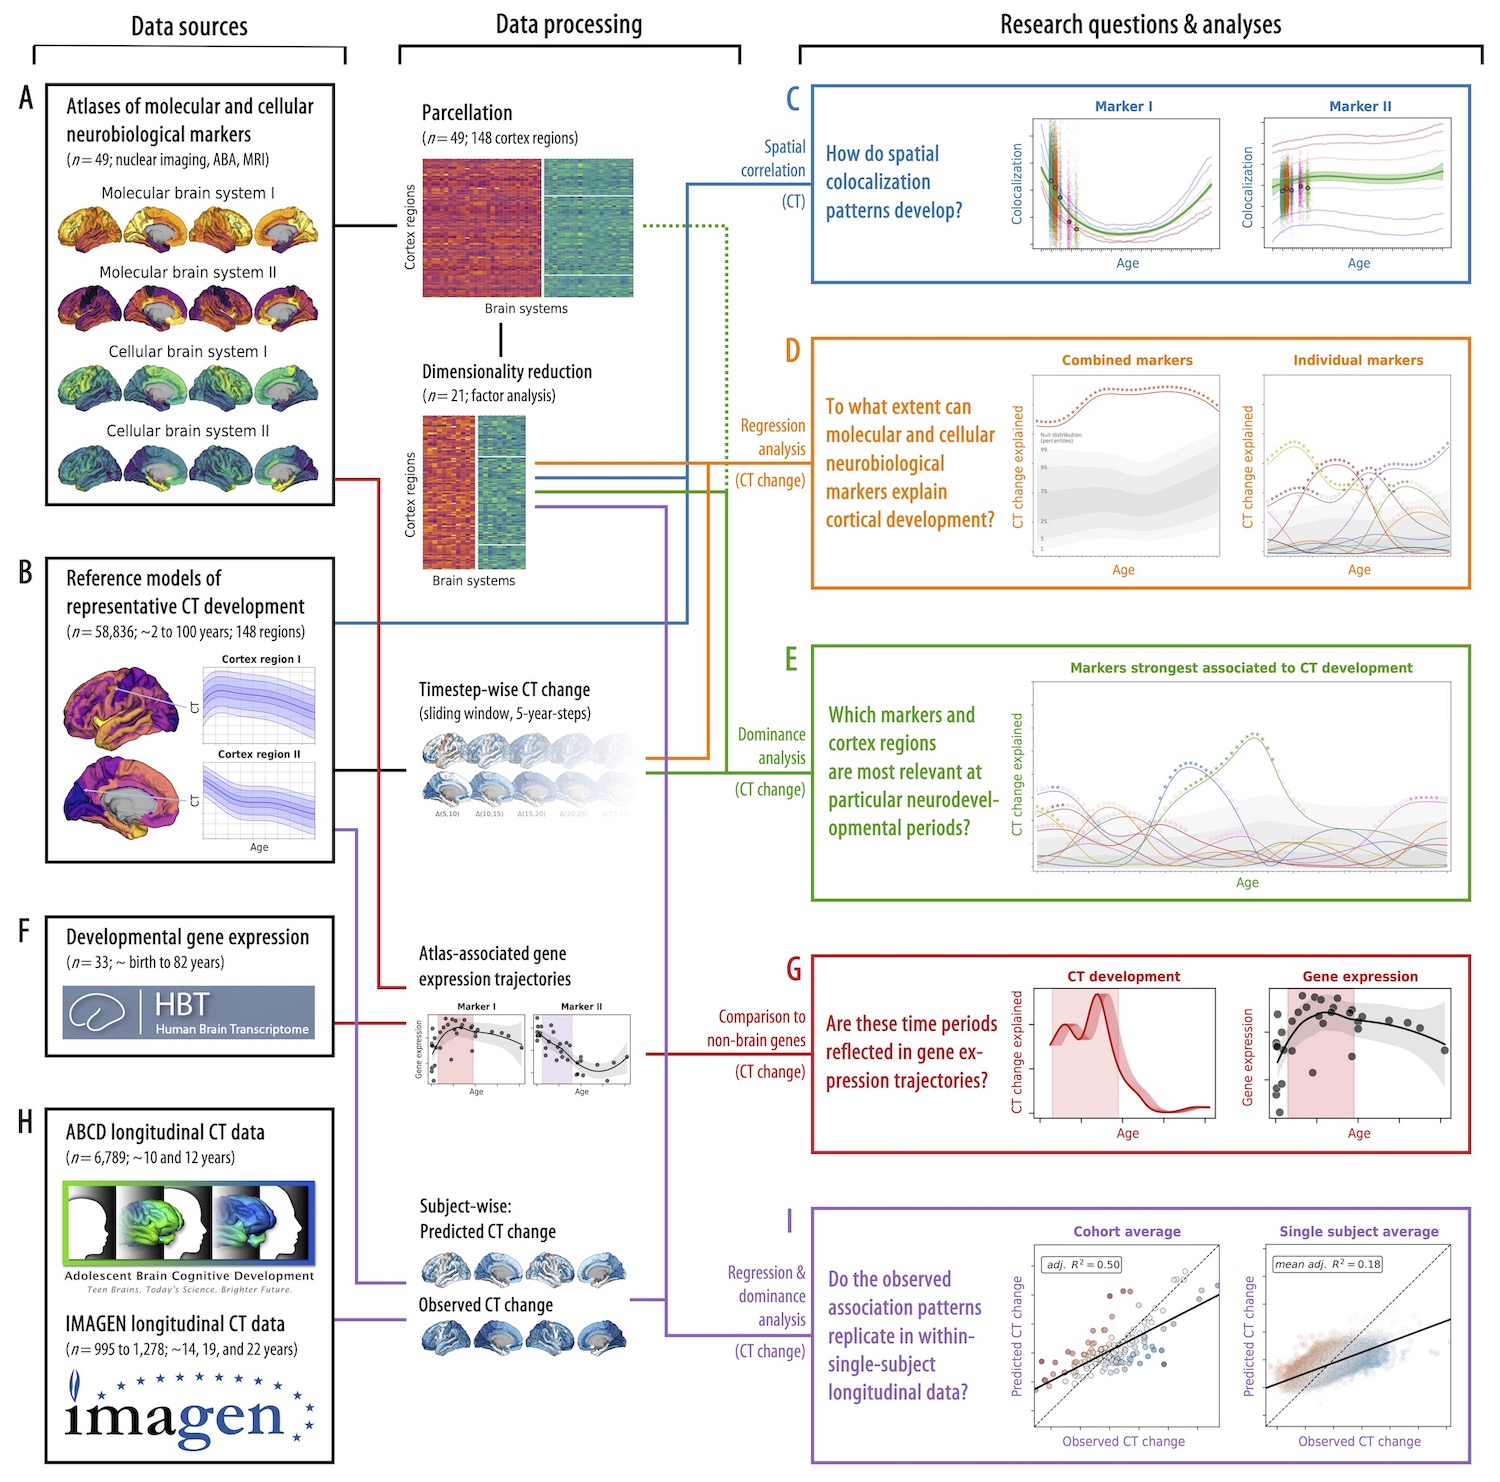 Data sources
Data processing
Research questions & analyses
A
Atlases of molecular and cellular
neurobiological markers
(n = 49; nuclear imaging, ABA, MRI)
Molecular brain system I
Molecular brain system II
Cellular brain system I
Cellular brain system II
B
Reference models of
representative CT development
(n = 58,836; ~2 to 100 years; 148 regions)
Cortex region I
CT
Cortex region II
CT
Age
F
Developmental gene expression
(n = 33; ~ birth to 82 years)
HBT
Human Brain Transcriptome
H
ABCD longitudinal CT data
(n = 6,789; ~10 and 12 years)
Adolescent Brain Cognitive Development
Teen Brains. Today's Science. Brighter Future.
IMAGEN longitudinal CT data
(n = 995 to 1,278; ~14, 19, and 22 years)
imagen
Parcellation
(n = 49; 148 cortex regions)
Cortex regions
Brain systems
Dimensionality reduction
(n = 21; factor analysis)
Cortex regions
Brain systems
Timestep-wise CT change
(sliding window, 5-year-steps)
Δ(5,10) Δ(10,15) Δ(15,20) Δ(20,25)
Atlas-associated gene
expression trajectories
Marker I
Marker II
Gene expression
Age
Age
Subject-wise:
Predicted CT change
Observed CT change
Spatial
correlation
(CT)
Regression
analysis
(CT change)
Dominance
analysis
(CT change)
Comparison to
non-brain genes
(CT change)
Regression &
dominance
analysis
(CT change)
C
How do spatial
colocalization
patterns develop?
Marker I
Colocalization
Age
Marker II
Colocalization
Age
D
To what extent can
molecular and cellular
neurobiological
markers explain
cortical development?
Combined markers
CT change explained
Null distribution
(percentiles)
99.
95.
75.
25.
5.
1.
Age
Individual markers
CT change explained
Age
E
Which markers and
cortex regions
are most relevant at
particular neurodevel-
opmental periods?
Markers strongest associated to CT development
CT change explained
Age
G
Are these time periods
reflected in gene ex-
pression trajectories?
CT development
CT change explained
Age
Gene expression
Gene expression
Age
I
Do the observed
association patterns
replicate in within-
single-subject
longitudinal data?
Cohort average
adj. R² = 0.50
Predicted CT change
Observed CT change
Single subject average
mean adj. R² = 0.18
Predicted CT change
Observed CT change